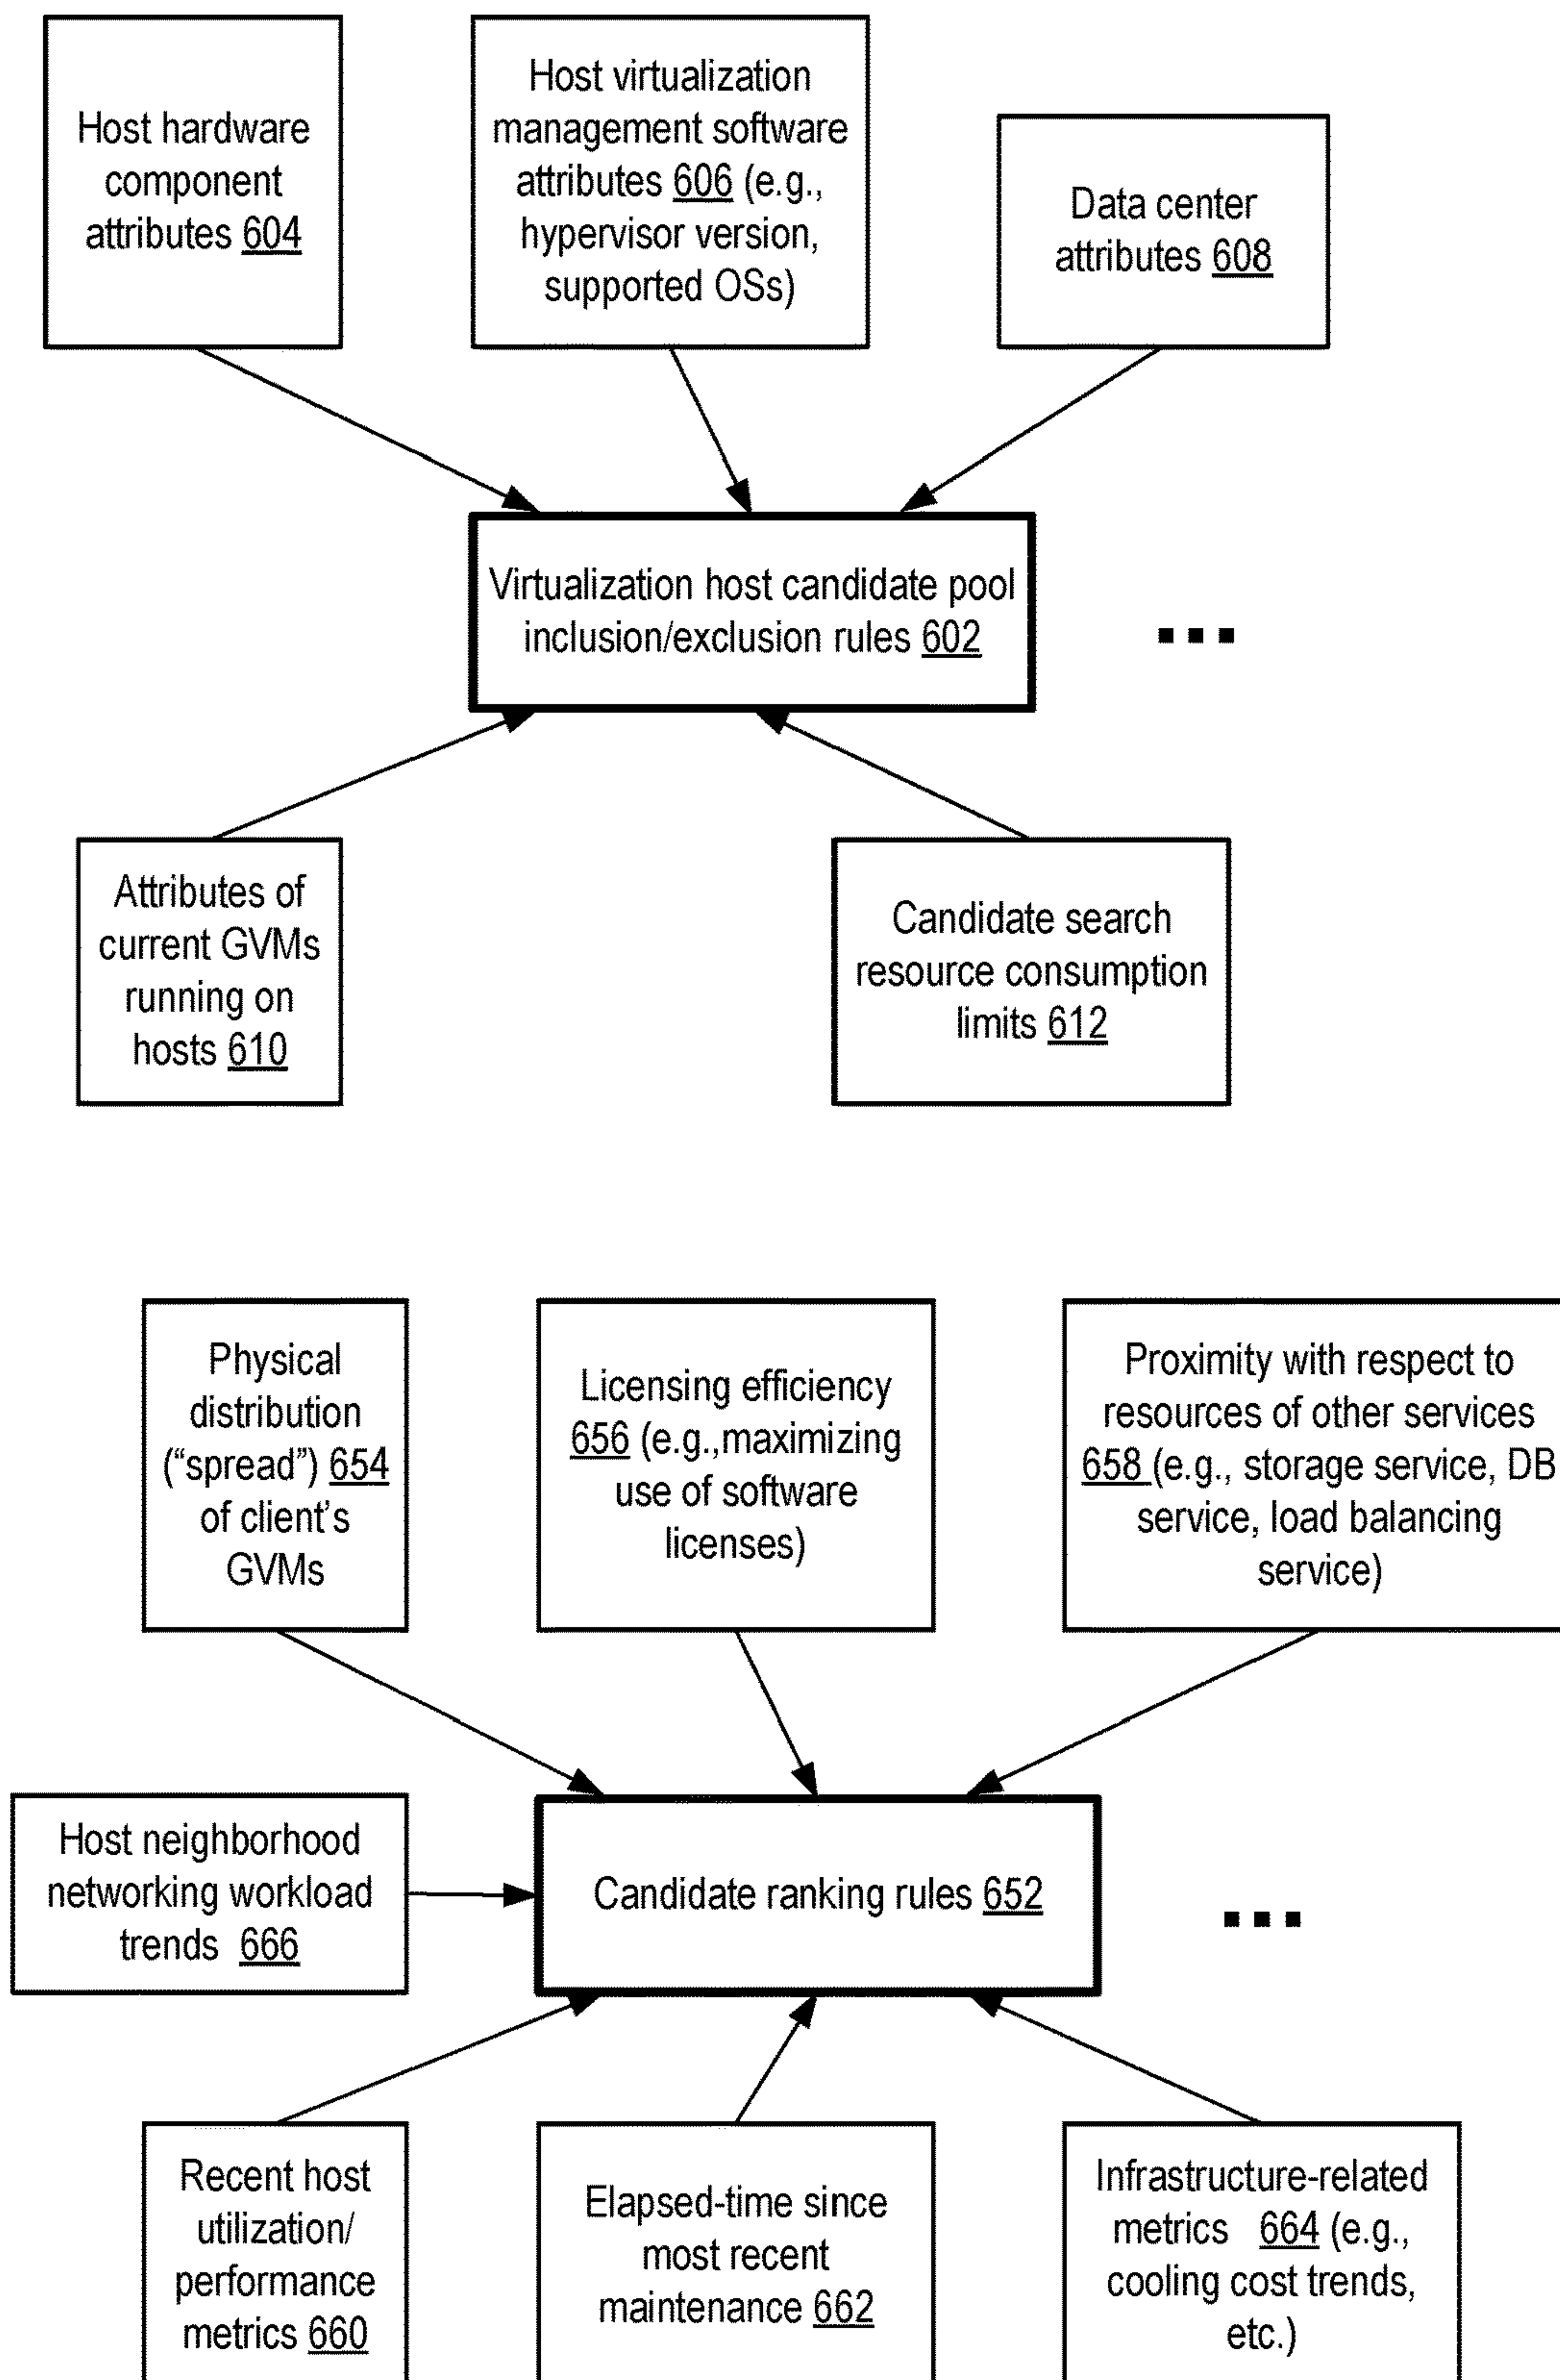 Host hardware
component
attributes 604
Host virtualization
management software
attributes 606 (e.g.,
hypervisor version,
supported OSs)
Data center
attributes 608
Virtualization host candidate pool
inclusion/exclusion rules 602
Attributes of
current GVMs
running on
hosts 610
Candidate search
resource consumption
limits 612
Physical
distribution
(“spread”) 654
of client’s
GVMs
Licensing efficiency
656 (e.g.,maximizing
use of software
licenses)
Proximity with respect to
resources of other services
658 (e.g., storage service, DB
service, load balancing
service)
Host neighborhood
networking workload
trends 666
Candidate ranking rules 652
Recent host
utilization/
performance
metrics 660
Elapsed-time since
most recent
maintenance 662
Infrastructure-related
metrics 664 (e.g.,
cooling cost trends,
etc.)